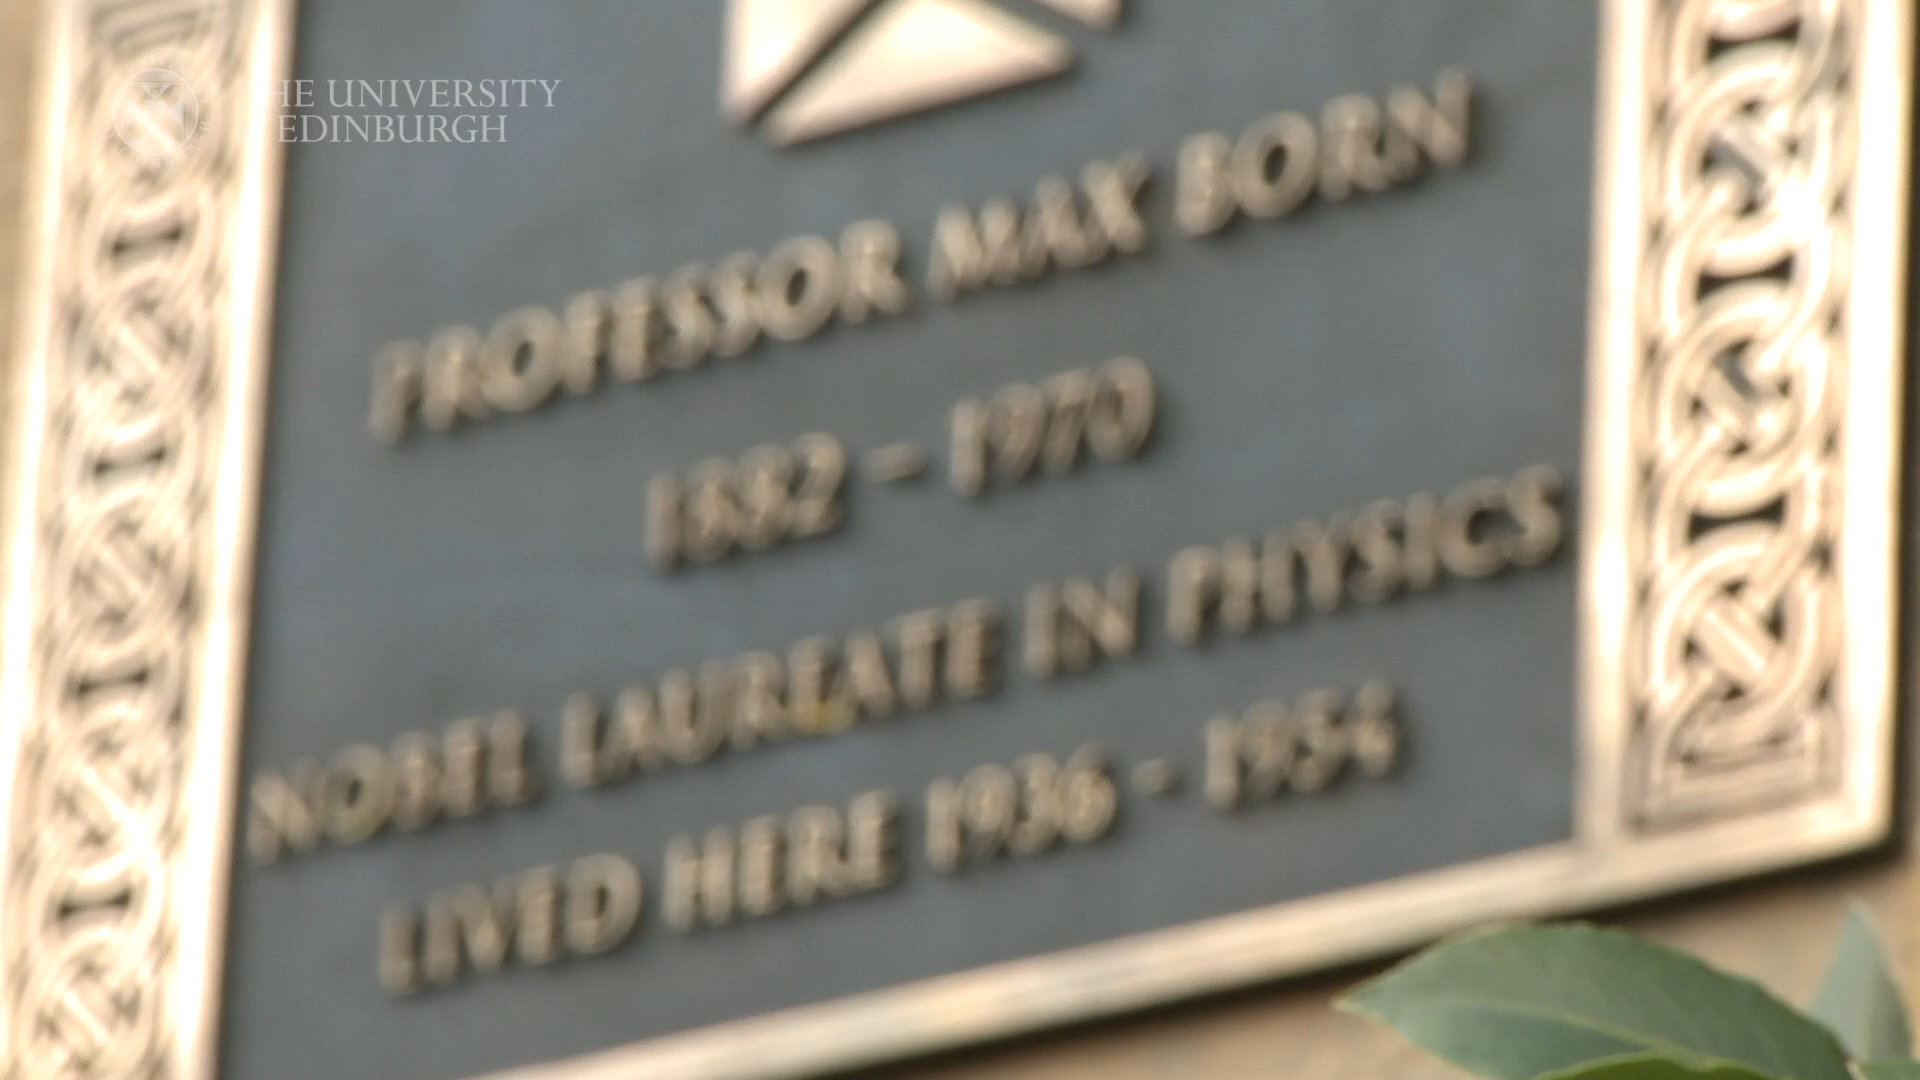 THE UNIVERSITY
EDINBURGH
PROFESSOR MAX BORN
1882 - 1970
NOBEL LAUREATE IN PHYSICS
LIVED HERE 1936 - 1954